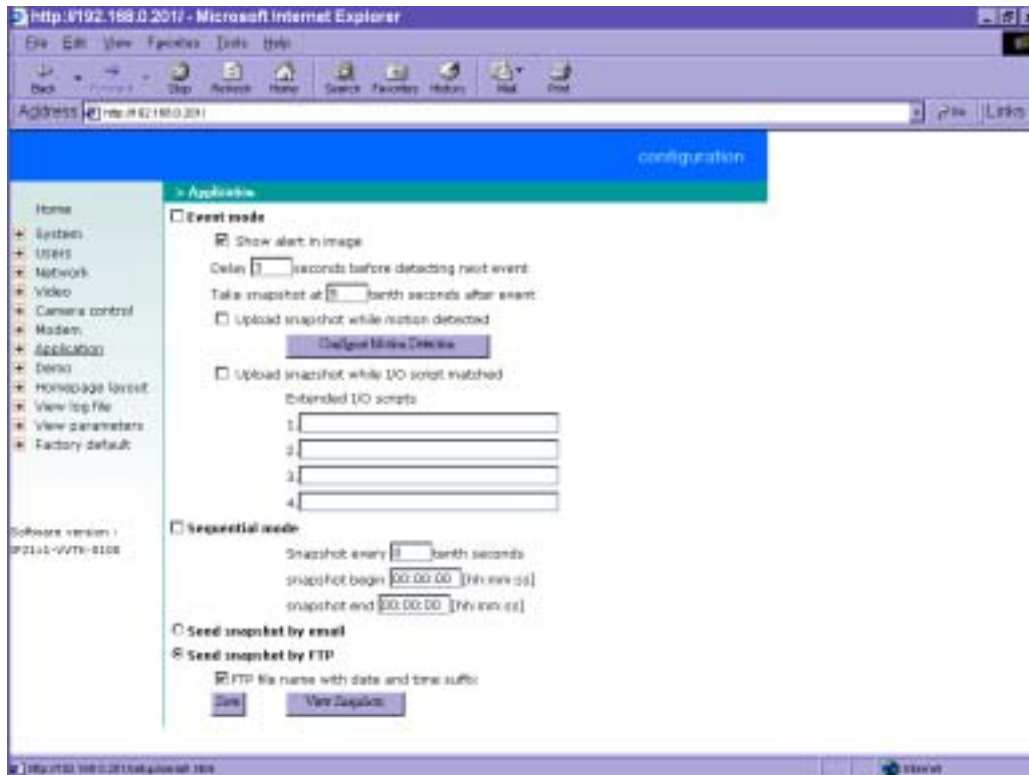 http://192.168.0.201/ - Microsoft Internet Explorer
File Edit View Favorites Tools Help
Back Forward Stop Refresh Home Search Favorites History Mail Print
Address http://192.168.0.201/ Go Links
configuration
> Application
Home
System
Users
Network
Video
Camera control
Modem
Application
Demo
Homepage layout
View log file
View parameters
Factory default
Software version :
Event mode
Show alert in image
Delay 3 seconds before detecting next event
Take snapshot at 5 tenth seconds after event
Upload snapshot while motion detected
Configure Motion Detection
Upload snapshot while I/O script matched
Extended I/O scripts
1.
2.
3.
4.
Sequential mode
Snapshot every tenth seconds
snapshot begin 00:00:00 [hh:mm:ss]
snapshot end 00:00:00 [hh:mm:ss]
Send snapshot by email
Send snapshot by FTP
FTP file name with date and time suffix
Save View Snapshots
Internet